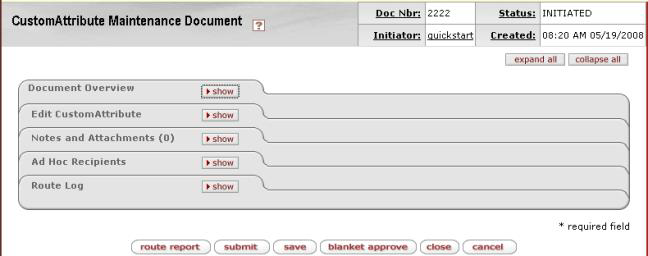 CustomAttribute Maintenance Document ?
Doc Nbr: 2222 Status: INITIATED
Initiator: quickstart Created: 08:20 AM 05/19/2008
expand all collapse all
Document Overview show
Edit CustomAttribute show
Notes and Attachments (0) show
Ad Hoc Recipients show
Route Log show
* required field
route report submit save blanket approve close cancel